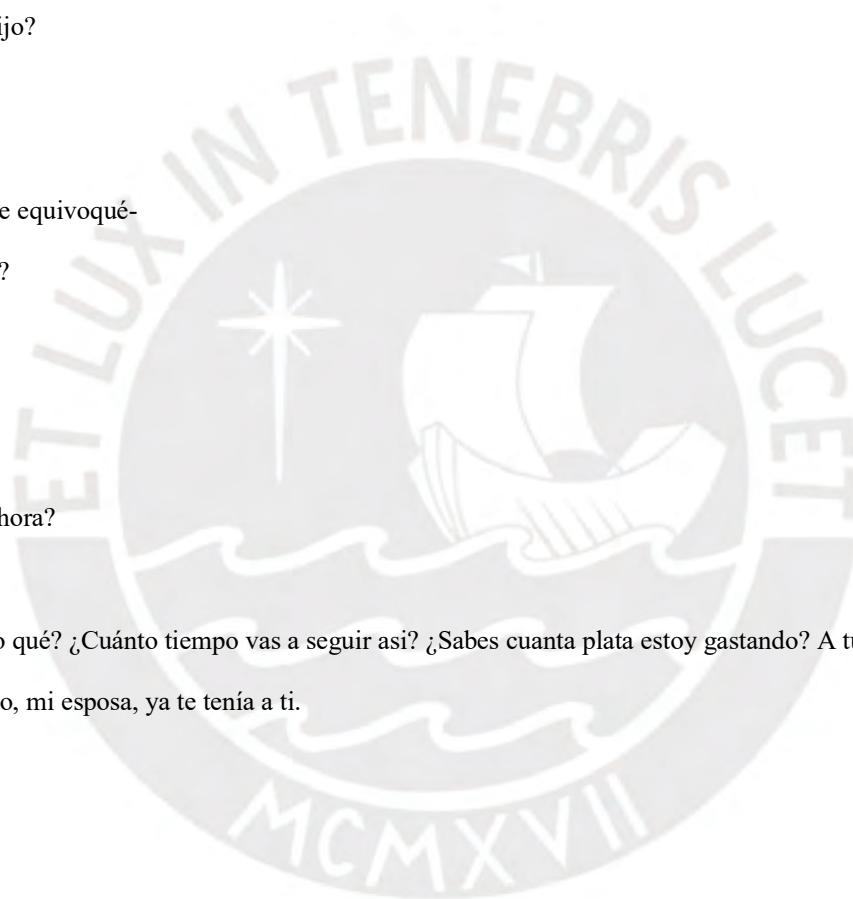 ijo?
ET LUX IN TENEBRIS LUCET
e equivoqué-
?
hora?
o qué? ¿Cuánto tiempo vas a seguir asi? ¿Sabes cuanta plata estoy gastando? A tu
o, mi esposa, ya te tenía a ti.
MCMXVII